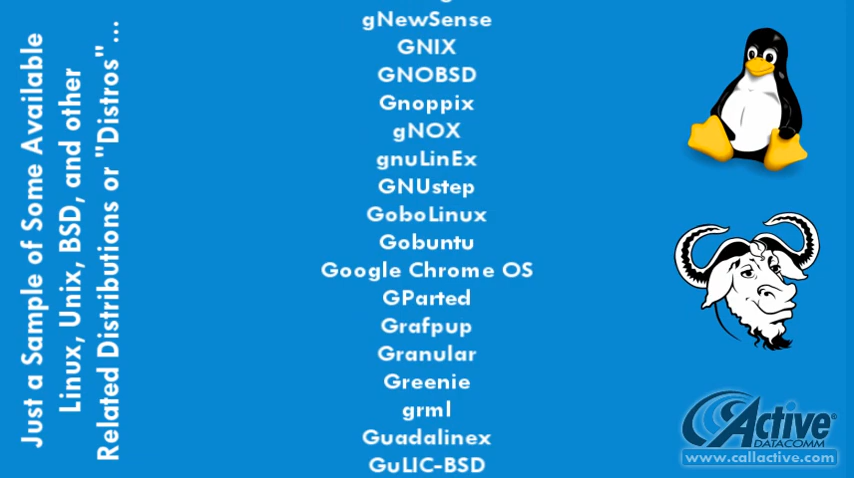 Just a Sample of Some Available
Linux, Unix, BSD, and other
Related Distributions or "Distros"...
gNewSense
GNIX
GNOBSD
Gnoppix
gNOX
gnuLinEx
GNUstep
GoboLinux
Gobuntu
Google Chrome OS
GParted
Grafpup
Granular
Greenie
grml
Guadalinex
GuLIC-BSD
Active®
DATACOMM
www.callactive.com